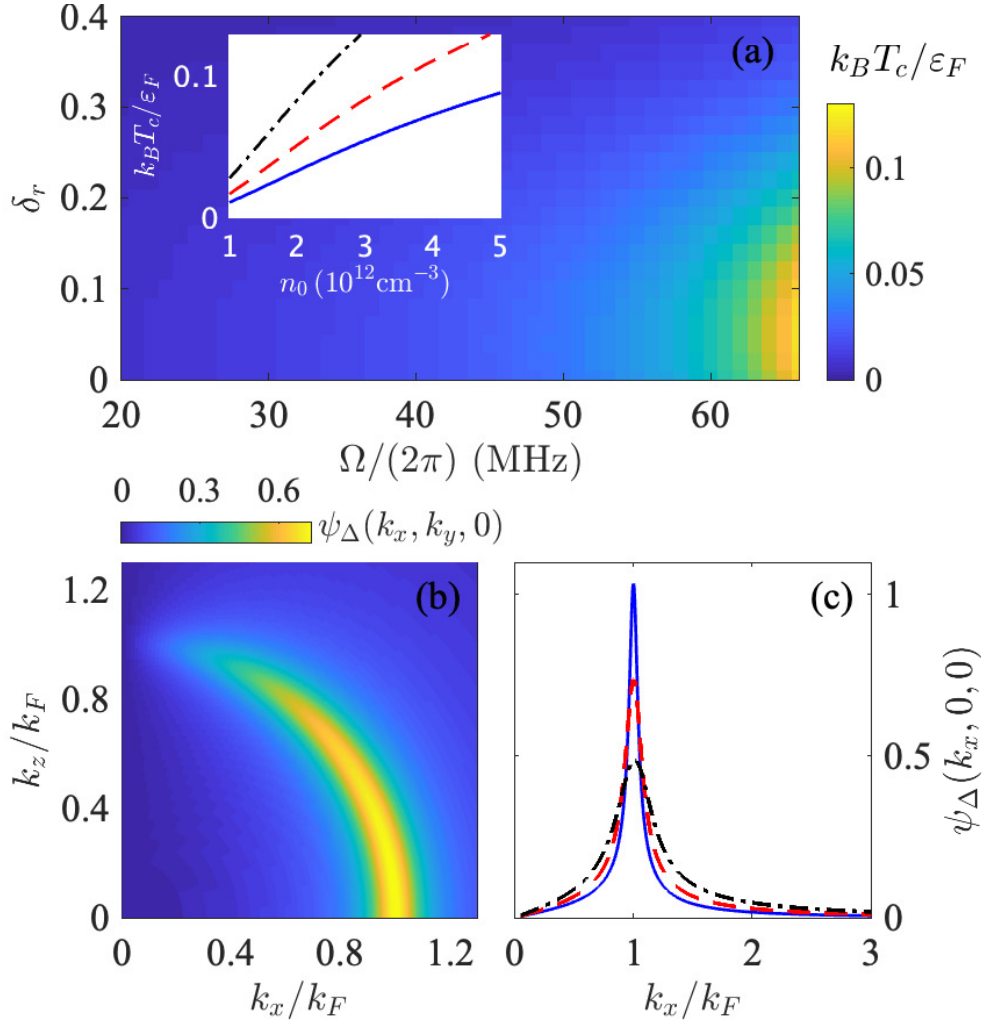 0.4
(a)
k_B T_c/ε_F
0.3
k_B T_c/ε_F
0.1
0
0.1
δ_r
0.2
1 2 3 4 5
n_0 (10^{12}cm^{-3})
0.05
0.1
0
0
20 30 40 50 60
Ω/(2π) (MHz)
0 0.3 0.6
ψ_Δ(k_x, k_y, 0)
1.2
(b)
(c)
1
k_z/k_F
0.8
0.5
ψ_Δ(k_x, 0, 0)
0.4
0
0
0 0.4 0.8 1.2
0 1 2 3
k_x/k_F
k_x/k_F